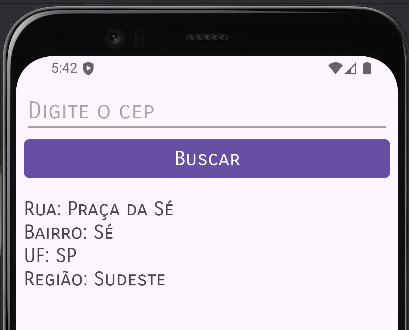 5:42
Digite o cep
Buscar
Rua: Praça da Sé
Bairro: Sé
UF: SP
Região: Sudeste